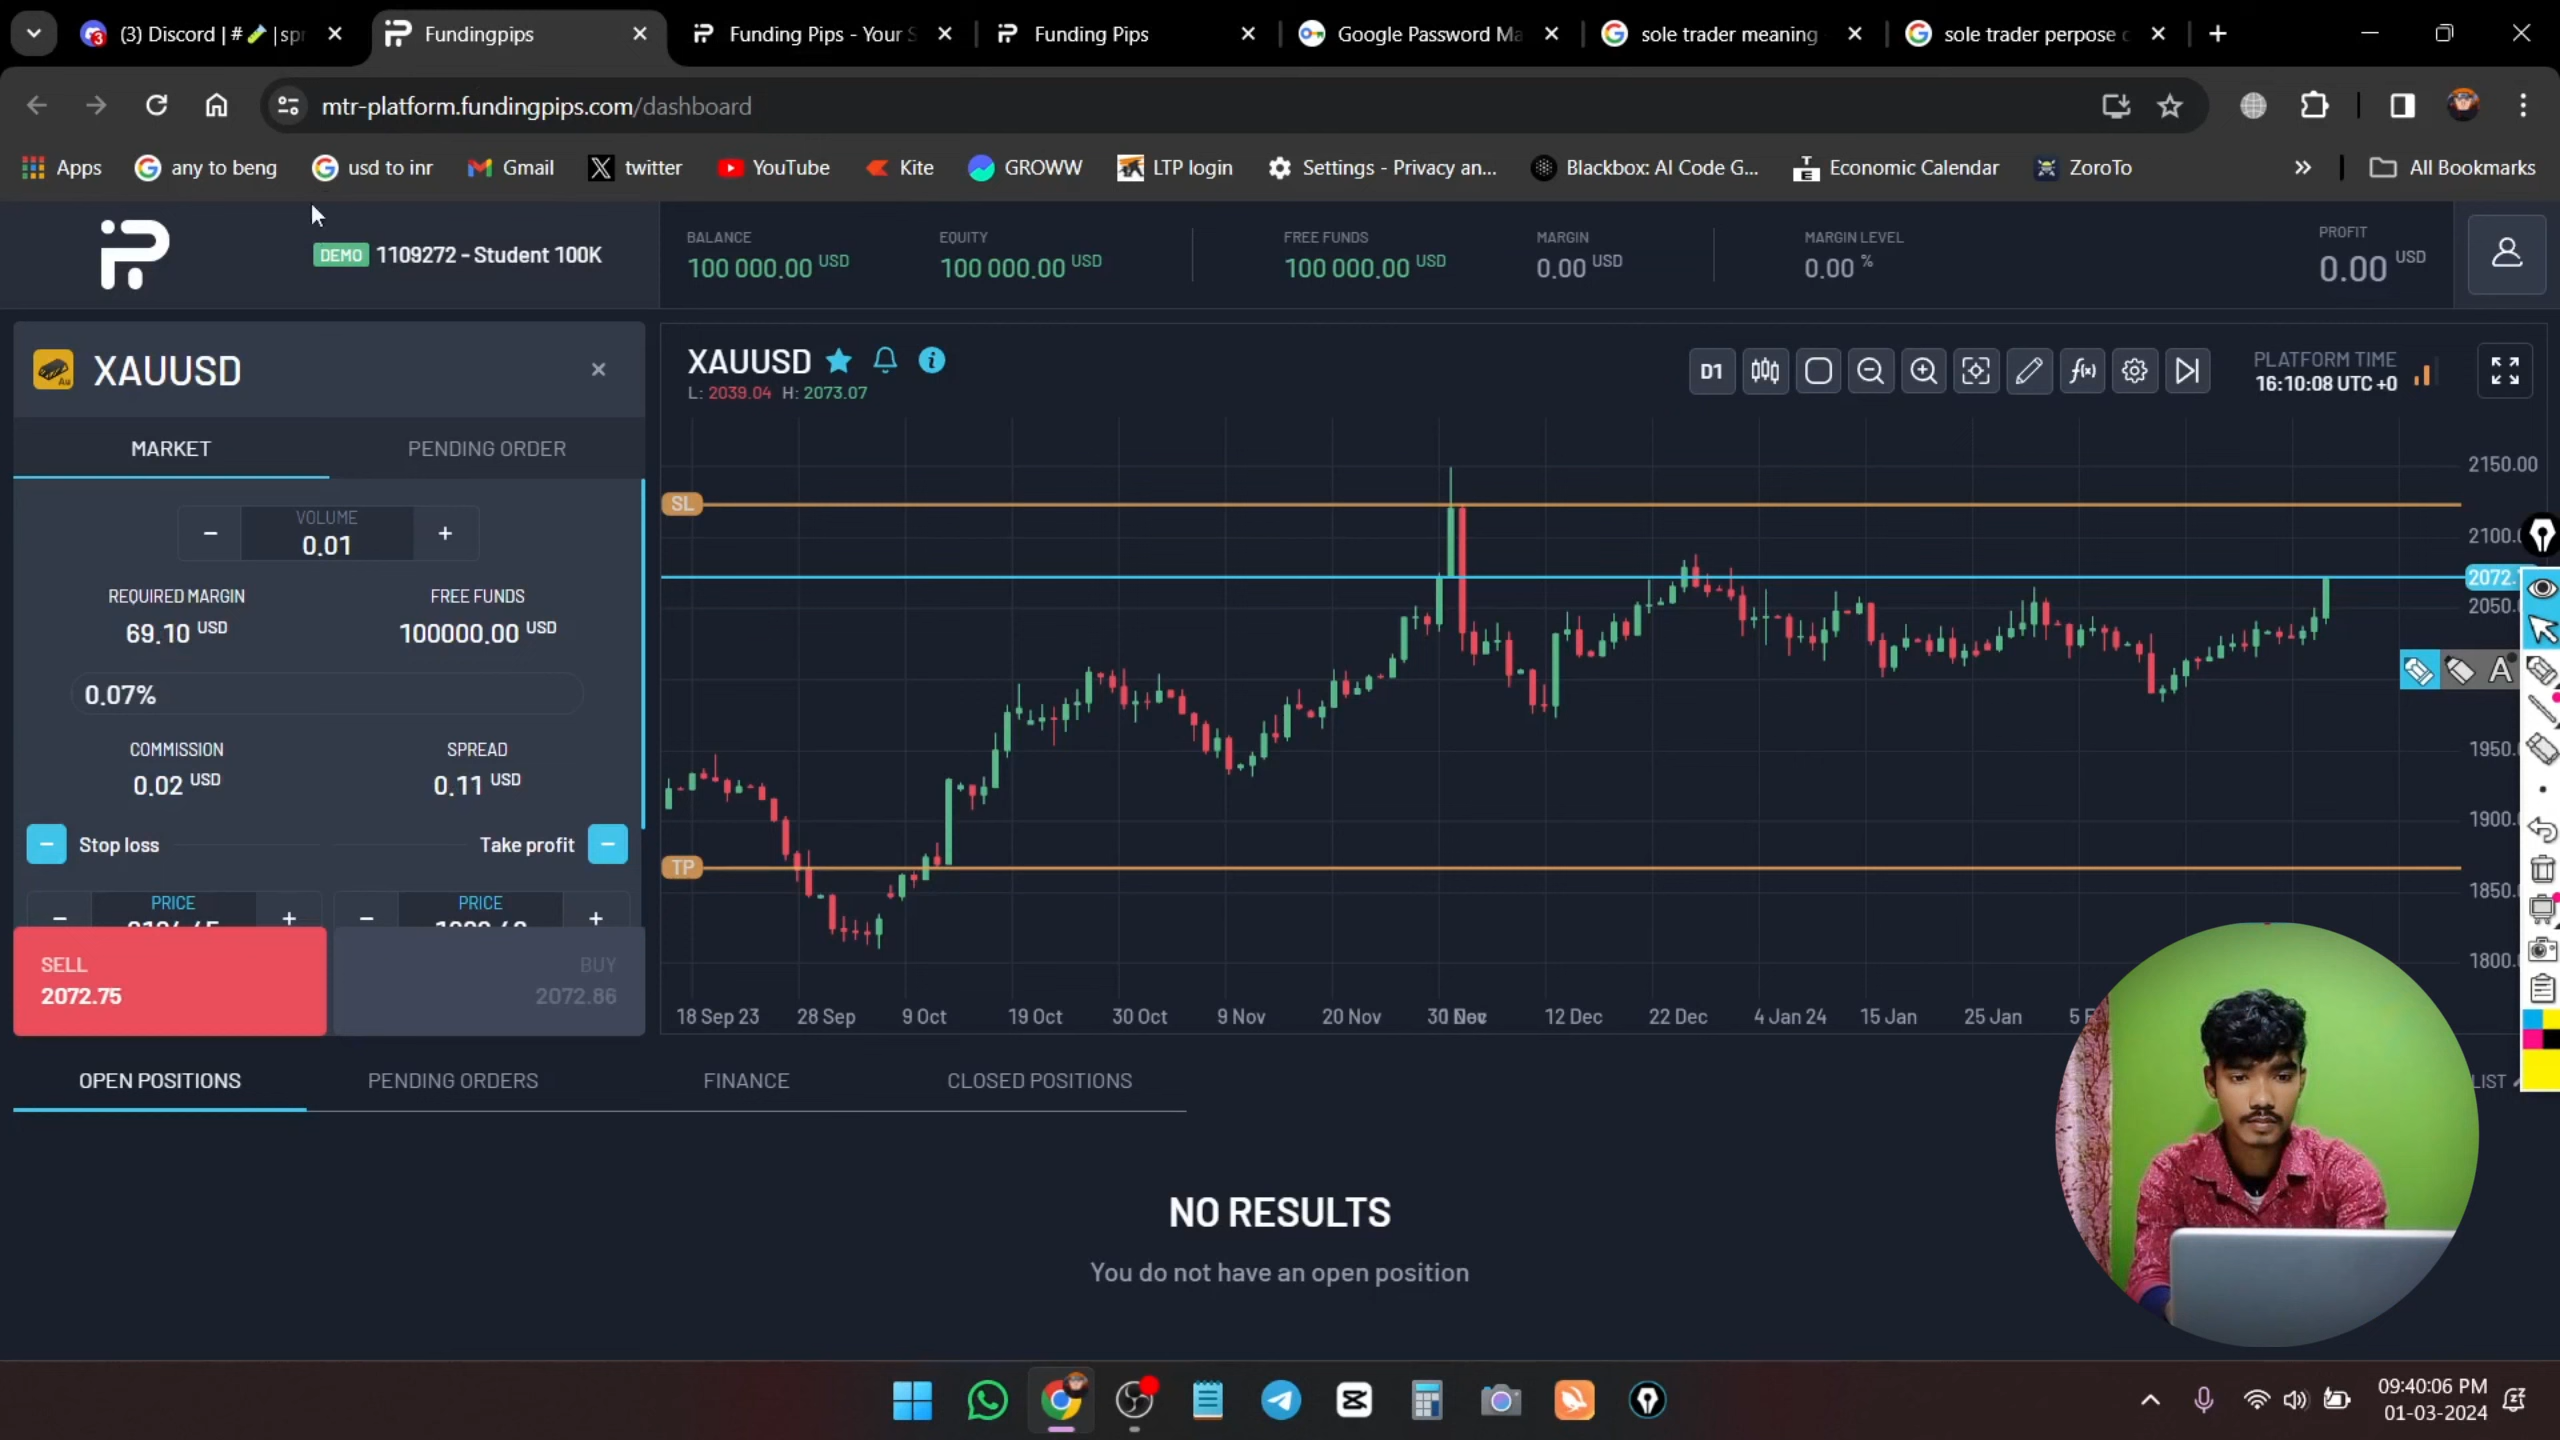 (3) Discord | # | spr
Fundingpips
Funding Pips - Your S
Funding Pips
Google Password Ma
sole trader meaning
sole trader perpose
mtr-platform.fundingpips.com/dashboard
Apps
any to beng
usd to inr
Gmail
twitter
YouTube
Kite
GROWW
LTP login
Settings - Privacy an...
Blackbox: AI Code G...
Economic Calendar
ZoroTo
All Bookmarks
DEMO 1109272 - Student 100K
BALANCE
100 000.00 USD
EQUITY
100 000.00 USD
FREE FUNDS
100 000.00 USD
MARGIN
0.00 USD
MARGIN LEVEL
0.00 %
PROFIT
0.00 USD
XAUUSD
MARKET
PENDING ORDER
VOLUME
0.01
REQUIRED MARGIN
69.10 USD
FREE FUNDS
100000.00 USD
0.07%
COMMISSION
0.02 USD
SPREAD
0.11 USD
Stop loss
Take profit
PRICE
PRICE
SELL
2072.75
BUY
2072.86
XAUUSD
L: 2039.04 H: 2073.07
D1
f(x)
PLATFORM TIME
16:10:08 UTC +0
SL
TP
2150.00
2100.
2072.
2050.
1950.
1900.
1850.
1800.
18 Sep 23
28 Sep
9 Oct
19 Oct
30 Oct
9 Nov
20 Nov
12 Dec
22 Dec
4 Jan 24
15 Jan
25 Jan
OPEN POSITIONS
PENDING ORDERS
FINANCE
CLOSED POSITIONS
LIST
NO RESULTS
You do not have an open position
09:40:06 PM
01-03-2024